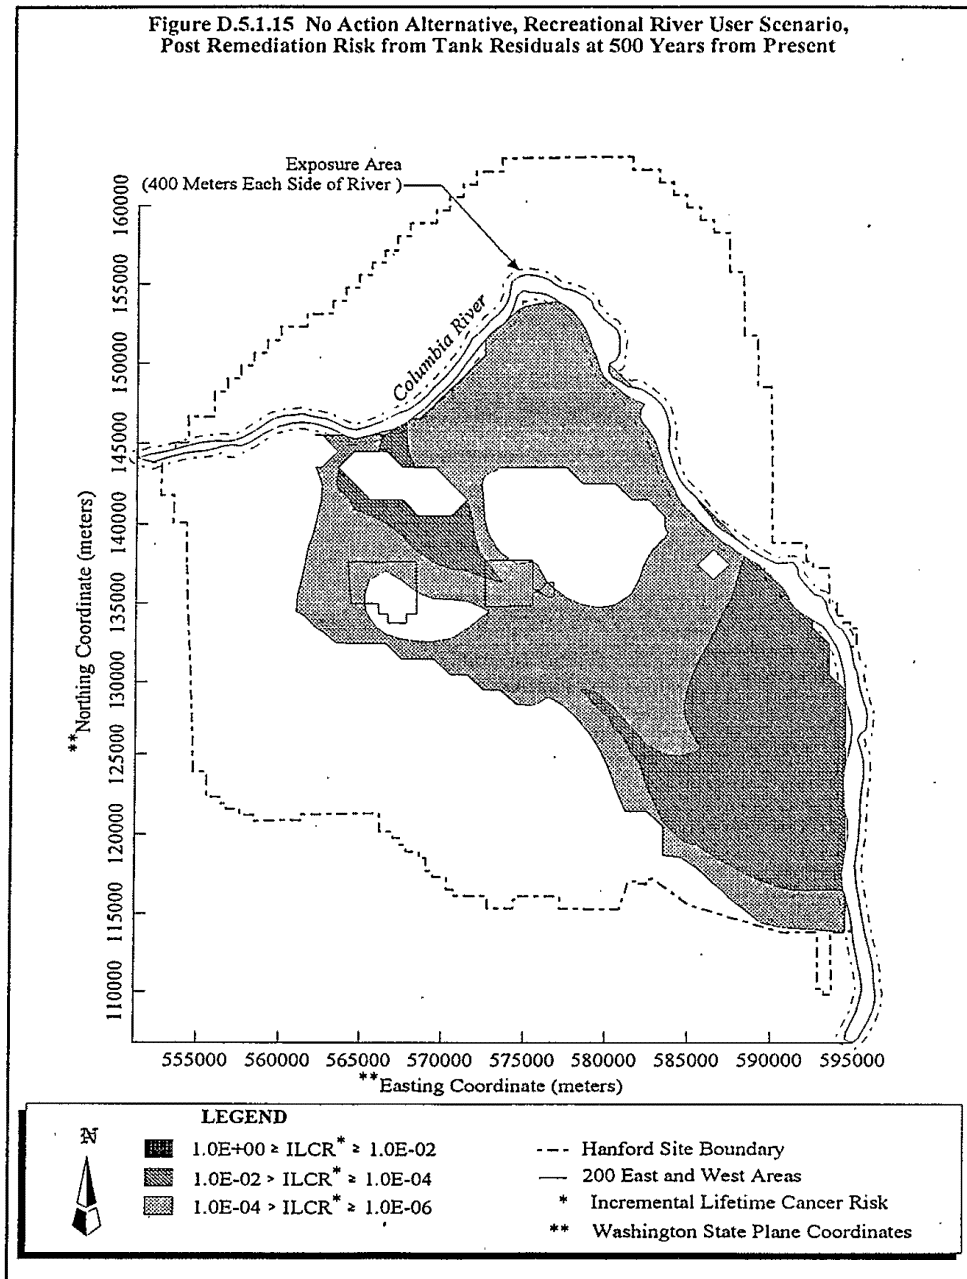 Figure D.5.1.15 No Action Alternative, Recreational River User Scenario,
Post Remediation Risk from Tank Residuals at 500 Years from Present
Exposure Area
(400 Meters Each Side of River )
Columbia River
**Northing Coordinate (meters)
160000
155000
150000
145000
140000
135000
130000
125000
120000
115000
110000
555000 560000 565000 570000 575000 580000 585000 590000 595000
**Easting Coordinate (meters)
LEGEND
N
1.0E+00 ≥ ILCR* ≥ 1.0E-02
1.0E-02 > ILCR* ≥ 1.0E-04
1.0E-04 > ILCR* ≥ 1.0E-06
Hanford Site Boundary
200 East and West Areas
* Incremental Lifetime Cancer Risk
** Washington State Plane Coordinates